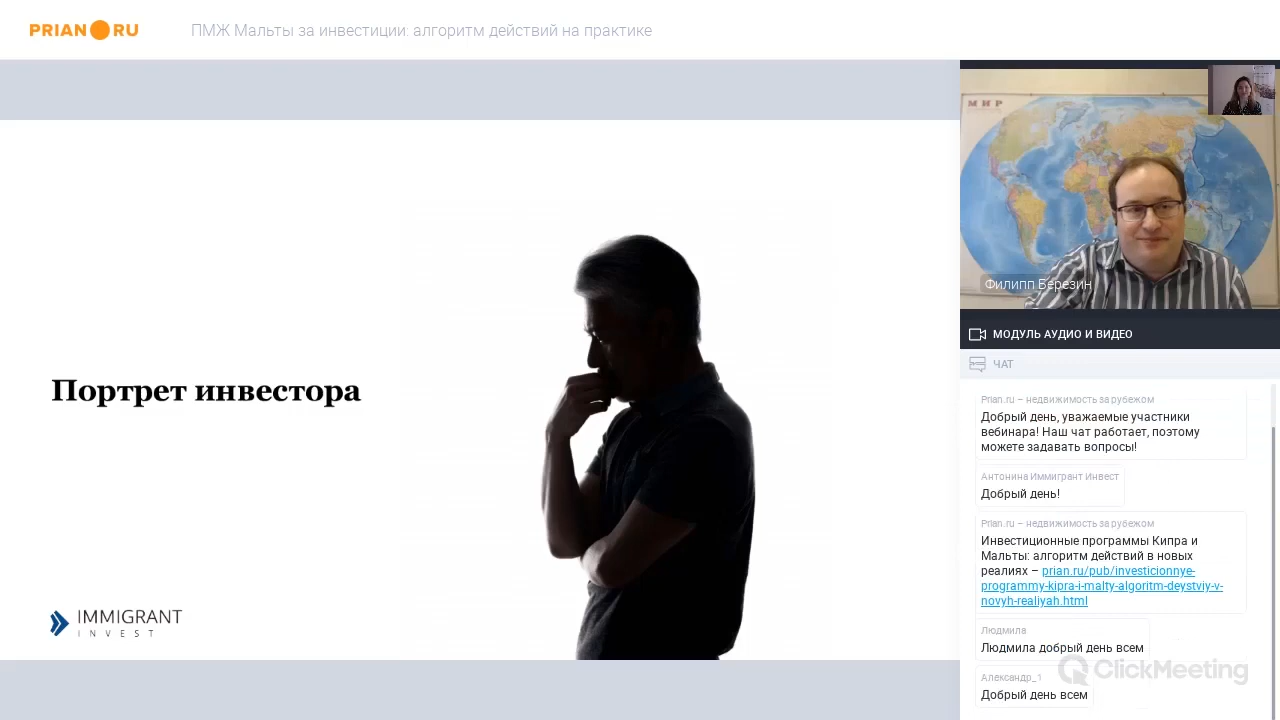 PRIAN RU
ПМЖ Мальты за инвестиции: алгоритм действий на практике
Портрет инвестора
IMMIGRANT
INVEST
МИР
Филипп Березин
МОДУЛЬ АУДИО И ВИДЕО
ЧАТ
Prian.ru – недвижимость за рубежом
Добрый день, уважаемые участники
вебинара! Наш чат работает, поэтому
можете задавать вопросы!
Антонина Иммигрант Инвест
Добрый день!
Prian.ru – недвижимость за рубежом
Инвестиционные программы Кипра и
Мальты: алгоритм действий в новых
реалиях – prian.ru/pub/investicionnye-
programmy-kipra-i-malty-algoritm-deystviy-v-
novyh-realiyah.html
Людмила
Людмила добрый день всем
Александр_1
Добрый день всем
ClickMeeting